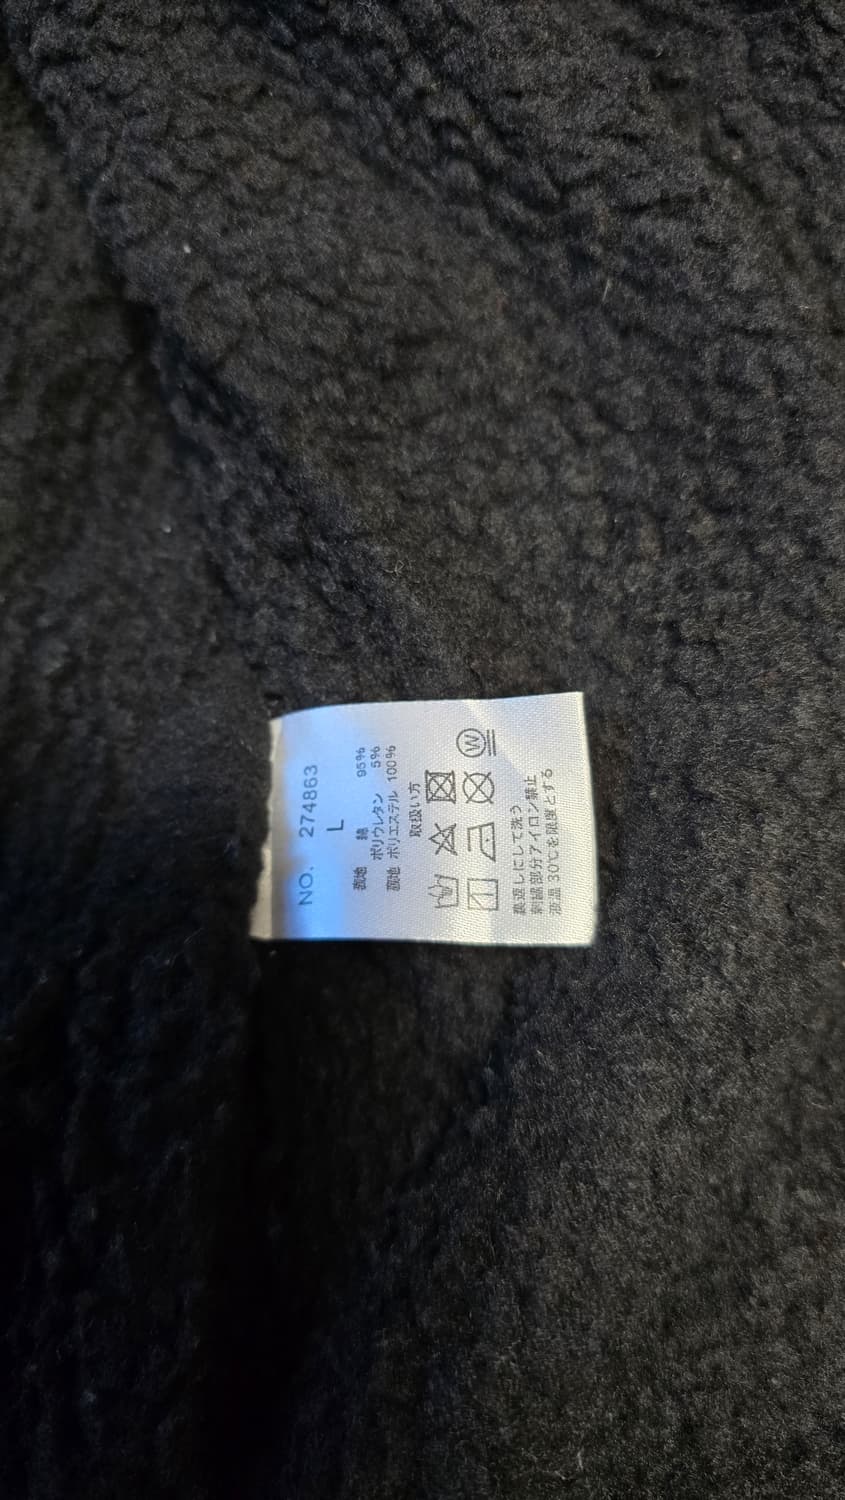 NO. 274863
L
表地 綿 95%
ポリウレタン 5%
裏地 ポリエステル 100%
取扱い方
W
裏返しにして洗う
刺繍部分アイロン禁止
液温30℃を限度とする